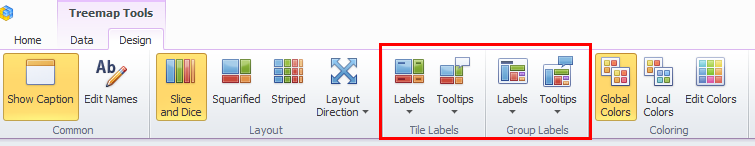 Treemap Tools
Home Data Design
Show Caption
Edit Names
Common
Slice
and Dice
Squarified
Striped
Layout
Direction
Layout
Labels
Tooltips
Tile Labels
Labels
Tooltips
Group Labels
Global
Colors
Local
Colors
Edit Colors
Coloring
Ab